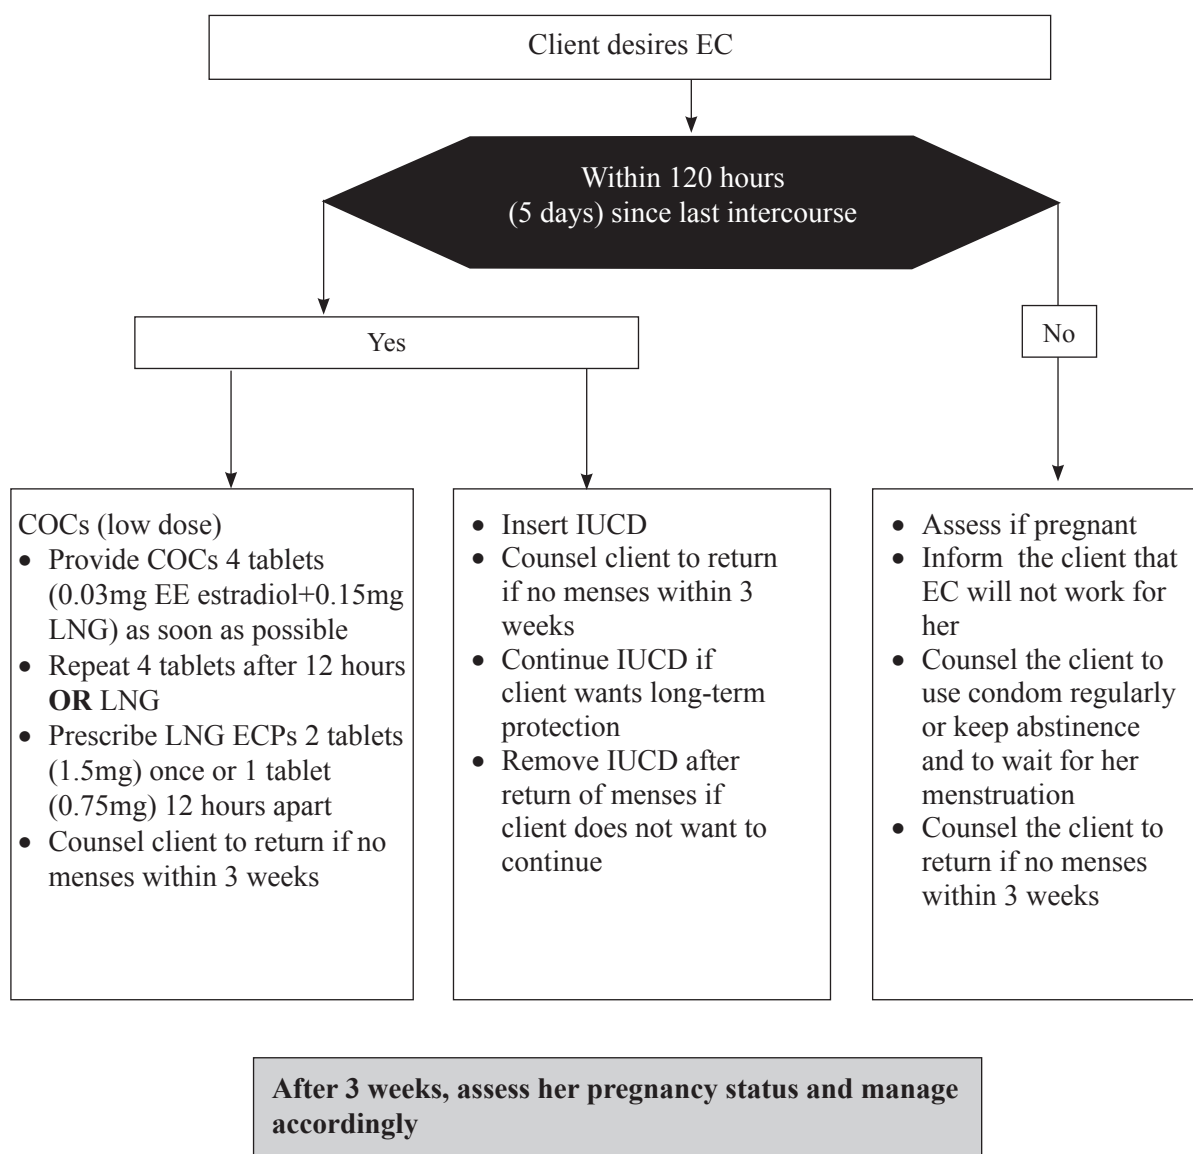 Client desires EC
Within 120 hours
(5 days) since last intercourse
Yes
No
COCs (low dose)
• Provide COCs 4 tablets
(0.03mg EE estradiol+0.15mg
LNG) as soon as possible
• Repeat 4 tablets after 12 hours
OR LNG
• Prescribe LNG ECPs 2 tablets
(1.5mg) once or 1 tablet
(0.75mg) 12 hours apart
• Counsel client to return if no
menses within 3 weeks
• Insert IUCD
• Counsel client to return
if no menses within 3
weeks
• Continue IUCD if
client wants long-term
protection
• Remove IUCD after
return of menses if
client does not want to
continue
• Assess if pregnant
• Inform  the client that
EC will not work for
her
• Counsel the client to
use condom regularly
or keep abstinence
and to wait for her
menstruation
• Counsel the client to
return if no menses
within 3 weeks
After 3 weeks, assess her pregnancy status and manage
accordingly